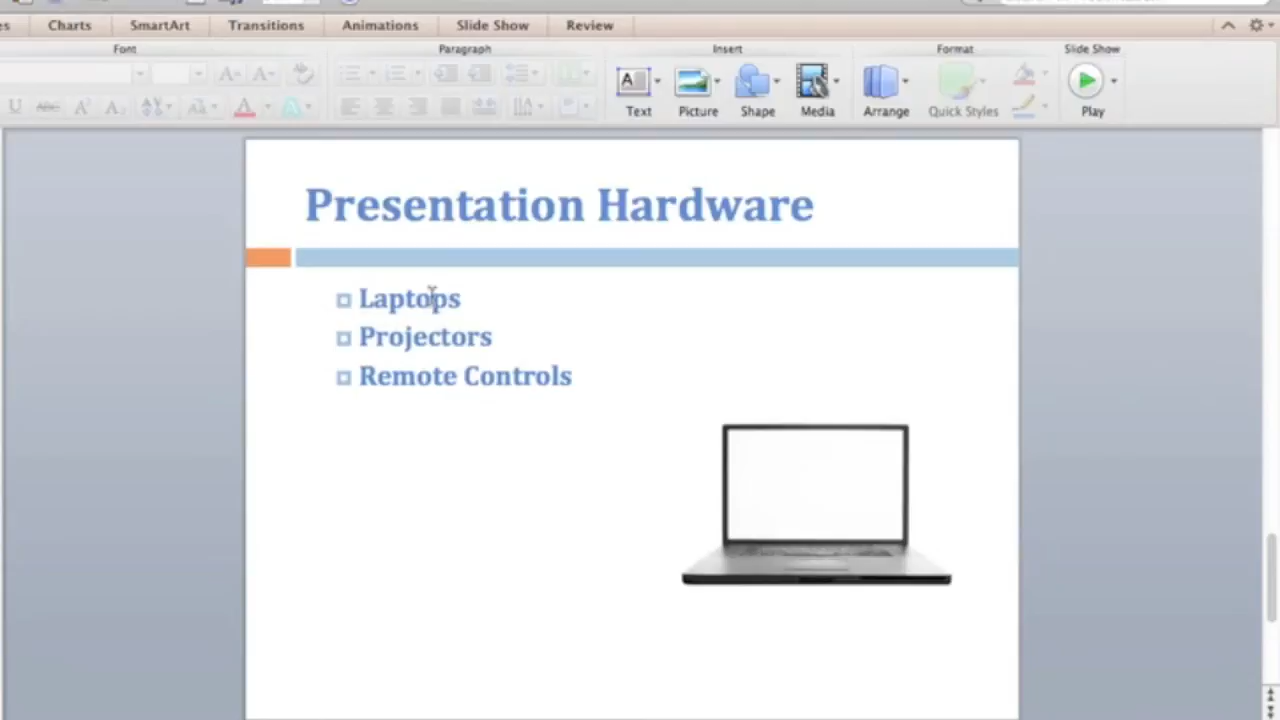 Charts SmartArt Transitions Animations Slide Show Review
Font Paragraph Insert Format Slide Show
A
Text Picture Shape Media Arrange Quick Styles Play
Presentation Hardware
Laptops
Projectors
Remote Controls